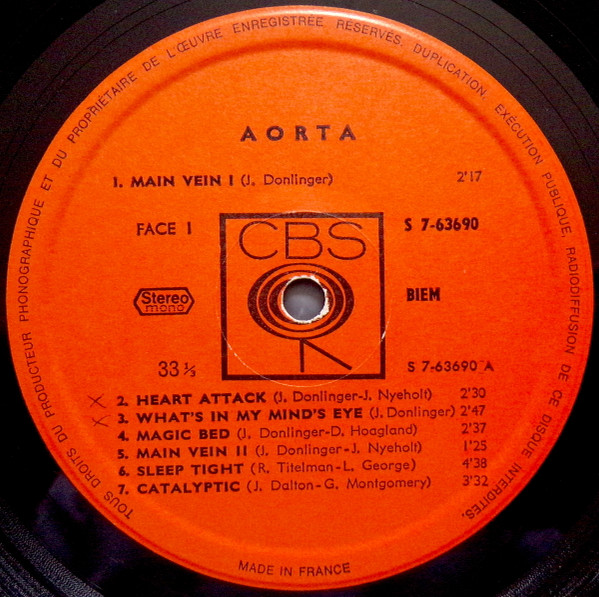 TOUS DROITS DU PRODUCTEUR PHONOGRAPHIQUE ET DU PROPRIÉTAIRE DE L'ŒUVRE ENREGISTRÉE RÉSERVÉS. DUPLICATION, EXÉCUTION PUBLIQUE, RADIODIFFUSION DE CE DISQUE INTERDITES.
AORTA
1. MAIN VEIN I (J. Donlinger) 2'17
FACE 1 S 7-63690
CBS
Stereo BIEM
mono
33 ⅓ S 7-63690-A
2. HEART ATTACK (J. Donlinger-J. Nyeholt) 2'30
3. WHAT'S IN MY MIND'S EYE (J. Donlinger) 2'47
4. MAGIC BED (J. Donlinger-D. Hoagland) 2'37
5. MAIN VEIN II (J. Donlinger-J. Nyeholt) 1'25
6. SLEEP TIGHT (R. Titelman-L. George) 4'38
7. CATALYPTIC (J. Dalton-G. Montgomery) 3'32
MADE IN FRANCE